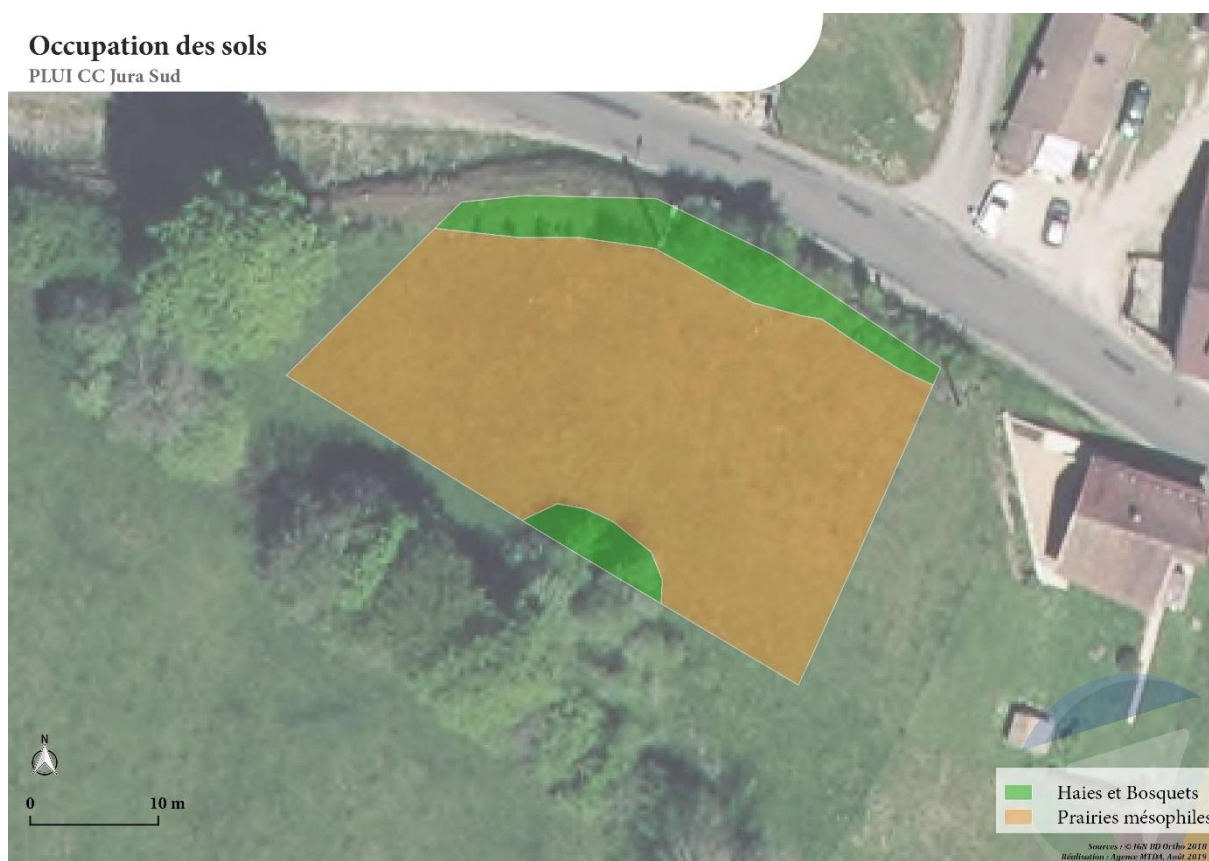 Occupation des sols
PLUI CC Jura Sud
N
0 10 m
Haies et Bosquets
Prairies mésophiles
Sources : © IGN BD Ortho 2018
Réalisation : Agence MTDA, Août 2019